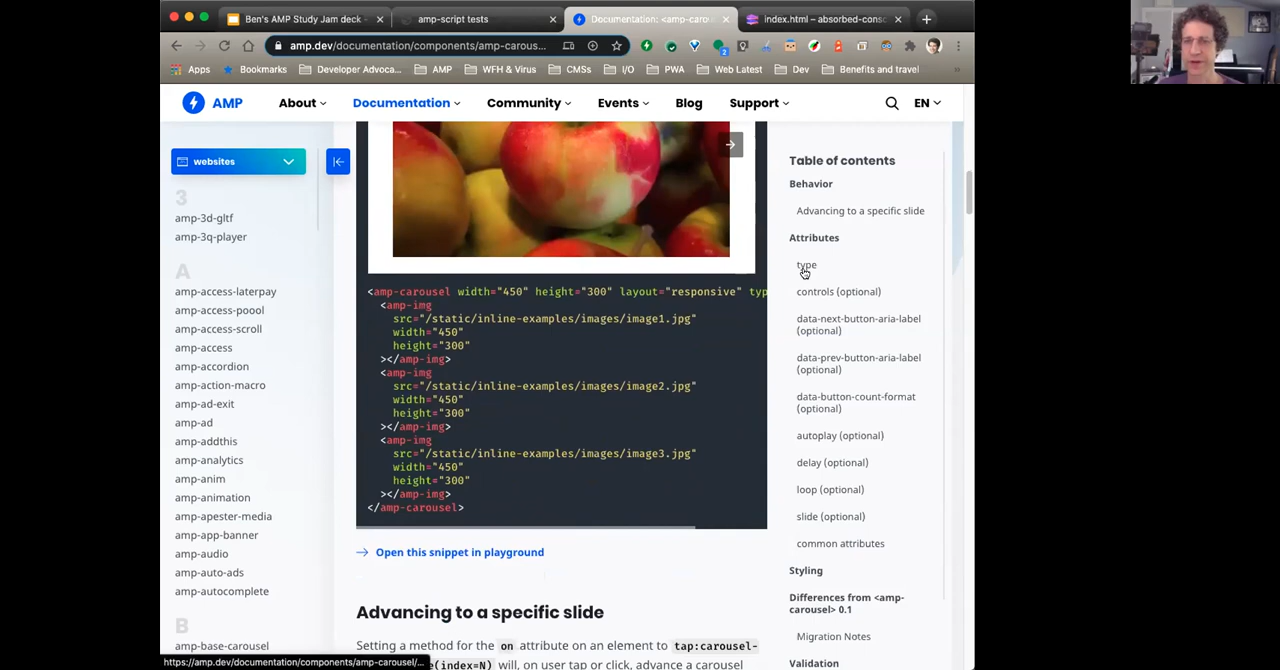 Ben's AMP Study Jam deck
amp-script tests
Documentation: <amp-carou
index.html – absorbed-cons
amp.dev/documentation/components/amp-carous...
2
Apps
Bookmarks
Developer Advoca...
AMP
WFH & Virus
CMSs
I/O
PWA
Web Latest
Dev
Benefits and travel
»
AMP
About
Documentation
Community
Events
Blog
Support
EN
websites
3
amp-3d-gltf
amp-3q-player
A
amp-access-laterpay
amp-access-poool
amp-access-scroll
amp-access
amp-accordion
amp-action-macro
amp-ad-exit
amp-ad
amp-addthis
amp-analytics
amp-anim
amp-animation
amp-apester-media
amp-app-banner
amp-audio
amp-auto-ads
amp-autocomplete
B
amp-base-carousel
<amp-carousel width="450" height="300" layout="responsive" typ
<amp-img
src="/static/inline-examples/images/image1.jpg"
width="450"
height="300"
></amp-img>
<amp-img
src="/static/inline-examples/images/image2.jpg"
width="450"
height="300"
></amp-img>
<amp-img
src="/static/inline-examples/images/image3.jpg"
width="450"
height="300"
></amp-img>
</amp-carousel>
Open this snippet in playground
Advancing to a specific slide
Setting a method for the on attribute on an element to tap:carousel-
e(index=N) will, on user tap or click, advance a carousel
Table of contents
Behavior
Advancing to a specific slide
Attributes
type
controls (optional)
data-next-button-aria-label
(optional)
data-prev-button-aria-label
(optional)
data-button-count-format
(optional)
autoplay (optional)
delay (optional)
loop (optional)
slide (optional)
common attributes
Styling
Differences from <amp-
carousel> 0.1
Migration Notes
Validation
https://amp.dev/documentation/components/amp-carousel/...